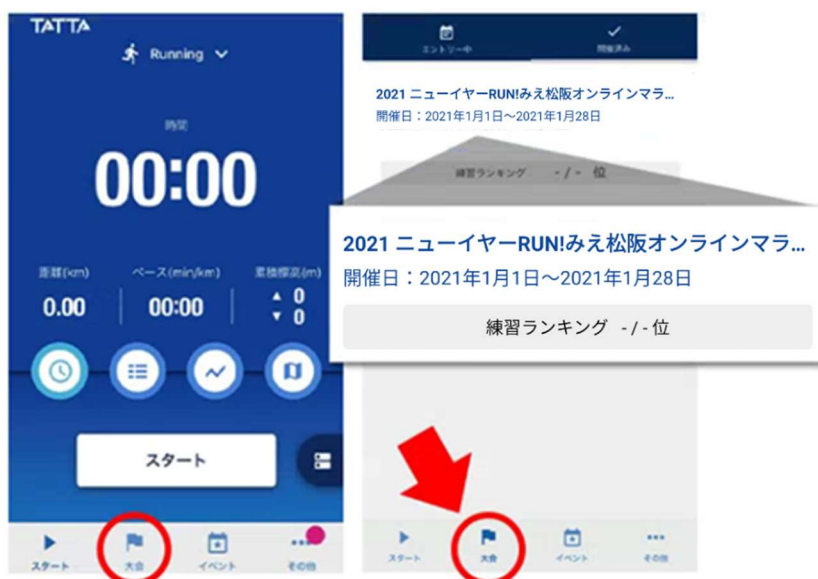 TATTA
Running
時間
00:00
距離(km)
ペース(min/km)
累積標高(m)
0.00
00:00
▲ 0
▼ 0
スタート
スタート
大会
イベント
その他
エントリー中
開催済み
2021 ニューイヤーRUN!みえ松阪オンラインマラ...
開催日：2021年1月1日～2021年1月28日
練習ランキング - / - 位
2021 ニューイヤーRUN!みえ松阪オンラインマラ...
開催日：2021年1月1日～2021年1月28日
練習ランキング - / - 位
スタート
大会
イベント
その他